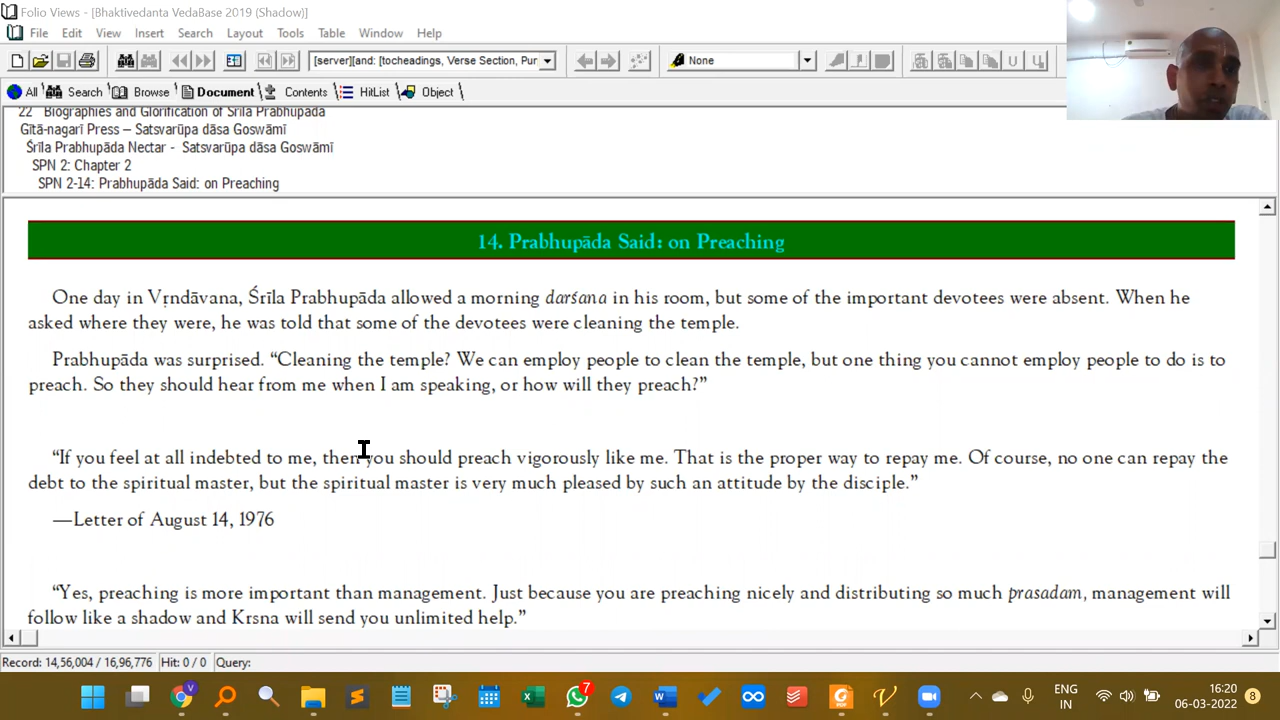 Folio Views - [Bhaktivedanta VedaBase 2019 (Shadow)]
File Edit View Insert Search Layout Tools Table Window Help
[server][and: [tocheadings, Verse Section, Pur
None
All Search Browse Document Contents HitList Object
22 Biographies and Glorification of Srila Prabhupada
Gītā-nagarī Press – Satsvarūpa dāsa Goswāmī
Śrīla Prabhupāda Nectar - Satsvarūpa dāsa Goswāmī
SPN 2: Chapter 2
SPN 2-14: Prabhupāda Said: on Preaching
14. Prabhupāda Said: on Preaching
One day in Vṛndāvana, Śrīla Prabhupāda allowed a morning darśana in his room, but some of the important devotees were absent. When he
asked where they were, he was told that some of the devotees were cleaning the temple.
Prabhupāda was surprised. “Cleaning the temple? We can employ people to clean the temple, but one thing you cannot employ people to do is to
preach. So they should hear from me when I am speaking, or how will they preach?”
“If you feel at all indebted to me, then you should preach vigorously like me. That is the proper way to repay me. Of course, no one can repay the
debt to the spiritual master, but the spiritual master is very much pleased by such an attitude by the disciple.”
—Letter of August 14, 1976
“Yes, preaching is more important than management. Just because you are preaching nicely and distributing so much prasadam, management will
follow like a shadow and Krsna will send you unlimited help.”
Record: 14,56,004 / 16,96,776 Hit: 0 / 0 Query:
V
7
ENG
IN
16:20
06-03-2022
8